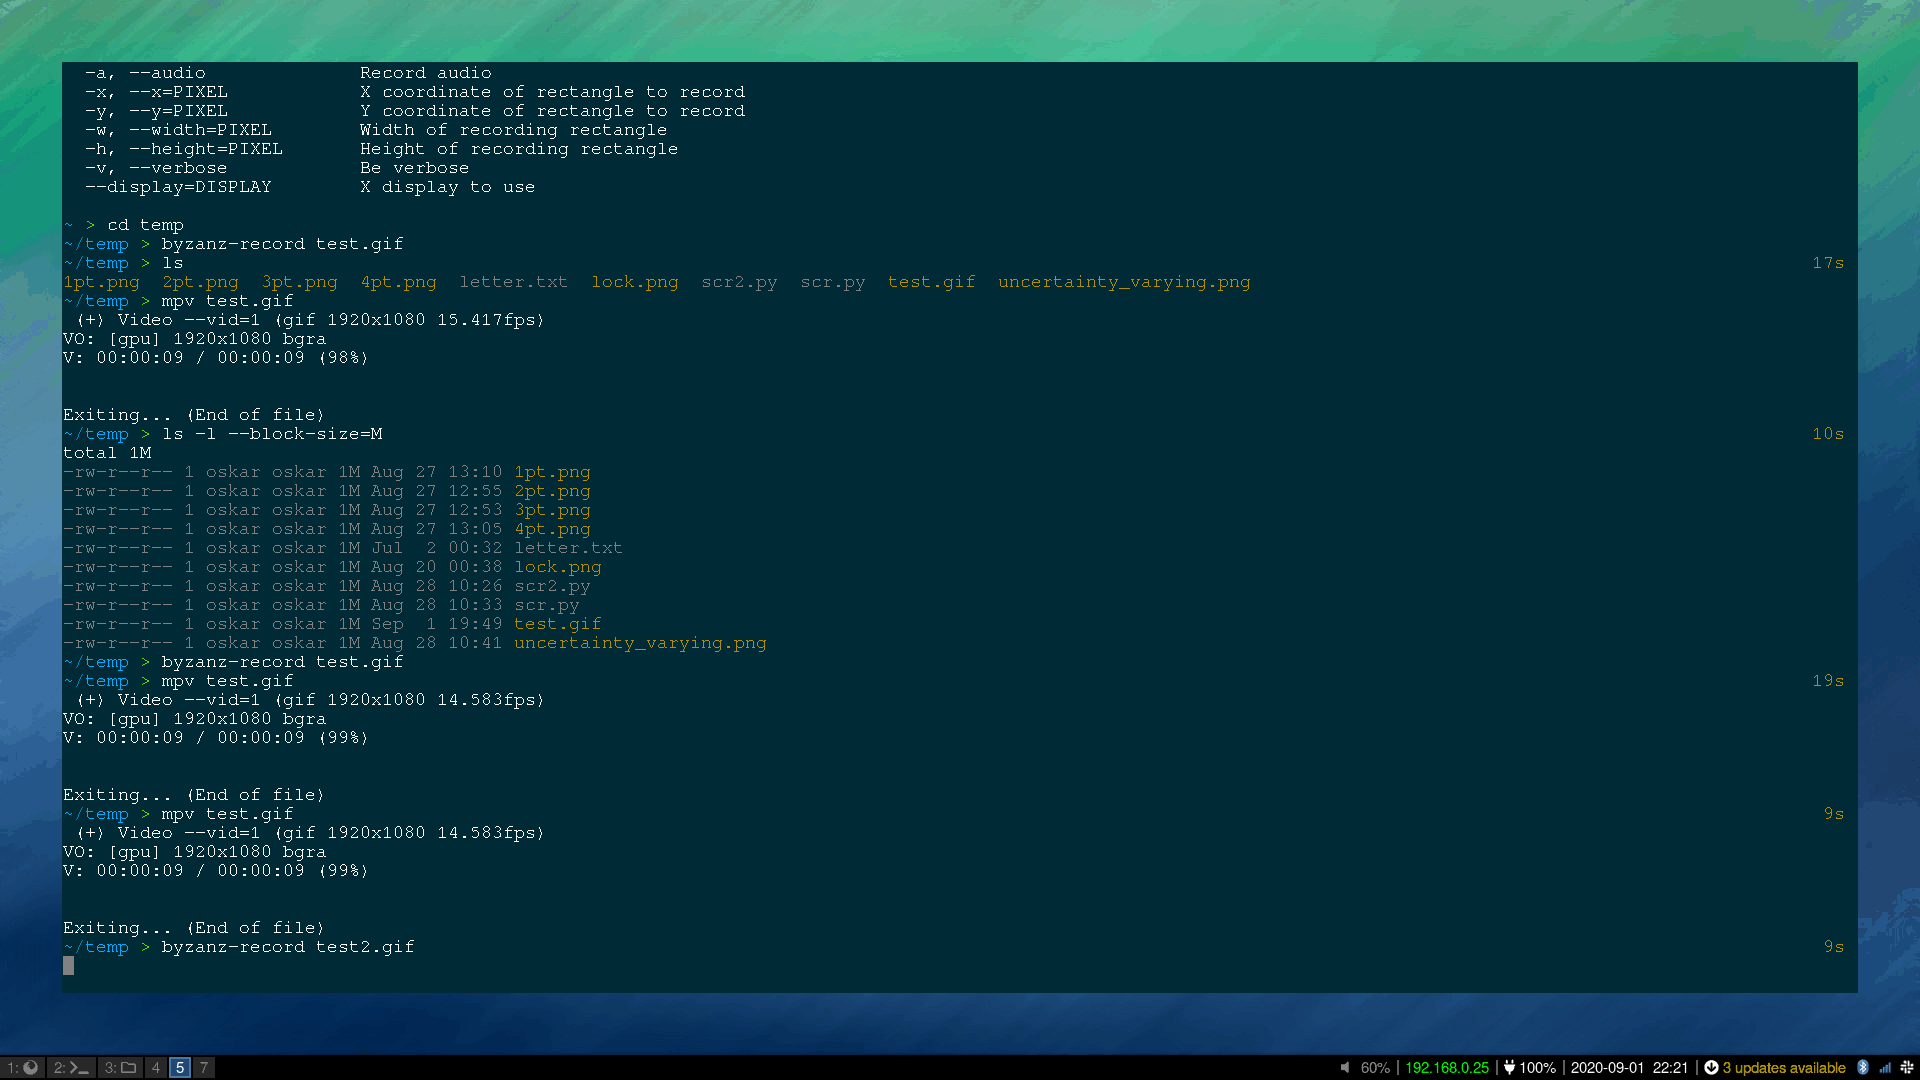 -a, --audio              Record audio
-x, --x=PIXEL            X coordinate of rectangle to record
-y, --y=PIXEL            Y coordinate of rectangle to record
-w, --width=PIXEL        Width of recording rectangle
-h, --height=PIXEL       Height of recording rectangle
-v, --verbose            Be verbose
--display=DISPLAY        X display to use
~ > cd temp
~/temp > byzanz-record test.gif
~/temp > ls 17s
1pt.png  2pt.png  3pt.png  4pt.png  letter.txt  lock.png  scr2.py  scr.py  test.gif  uncertainty_varying.png
~/temp > mpv test.gif
(+) Video --vid=1 (gif 1920x1080 15.417fps)
VO: [gpu] 1920x1080 bgra
V: 00:00:09 / 00:00:09 (98%)
Exiting... (End of file)
~/temp > ls -l --block-size=M 10s
total 1M
-rw-r--r-- 1 oskar oskar 1M Aug 27 13:10 1pt.png
-rw-r--r-- 1 oskar oskar 1M Aug 27 12:55 2pt.png
-rw-r--r-- 1 oskar oskar 1M Aug 27 12:53 3pt.png
-rw-r--r-- 1 oskar oskar 1M Aug 27 13:05 4pt.png
-rw-r--r-- 1 oskar oskar 1M Jul  2 00:32 letter.txt
-rw-r--r-- 1 oskar oskar 1M Aug 20 00:38 lock.png
-rw-r--r-- 1 oskar oskar 1M Aug 28 10:26 scr2.py
-rw-r--r-- 1 oskar oskar 1M Aug 28 10:33 scr.py
-rw-r--r-- 1 oskar oskar 1M Sep  1 19:49 test.gif
-rw-r--r-- 1 oskar oskar 1M Aug 28 10:41 uncertainty_varying.png
~/temp > byzanz-record test.gif
~/temp > mpv test.gif 19s
(+) Video --vid=1 (gif 1920x1080 14.583fps)
VO: [gpu] 1920x1080 bgra
V: 00:00:09 / 00:00:09 (99%)
Exiting... (End of file)
~/temp > mpv test.gif 9s
(+) Video --vid=1 (gif 1920x1080 14.583fps)
VO: [gpu] 1920x1080 bgra
V: 00:00:09 / 00:00:09 (99%)
Exiting... (End of file)
~/temp > byzanz-record test2.gif 9s
1: 2: 3: 4 5 7 60% | 192.168.0.25 | 100% | 2020-09-01 22:21 | 3 updates available